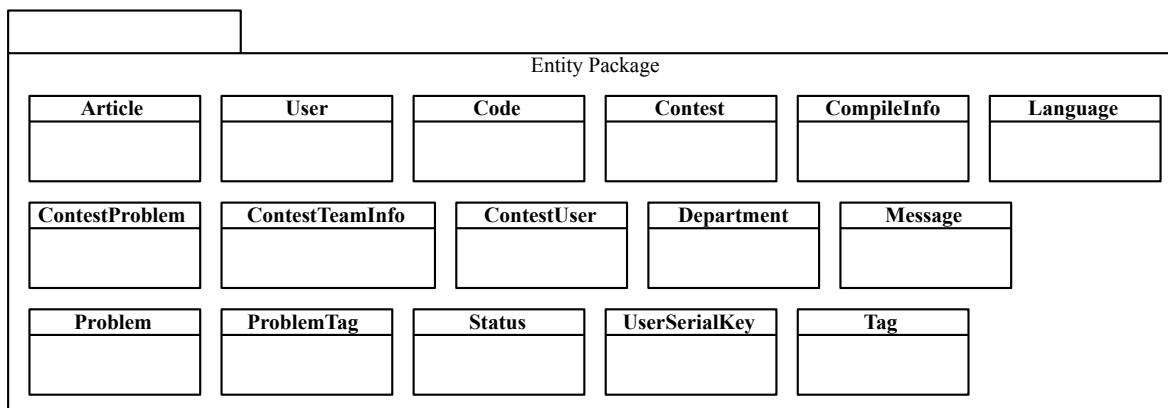 Entity Package
Article User Code Contest CompileInfo Language
ContestProblem ContestTeamInfo ContestUser Department Message
Problem ProblemTag Status UserSerialKey Tag